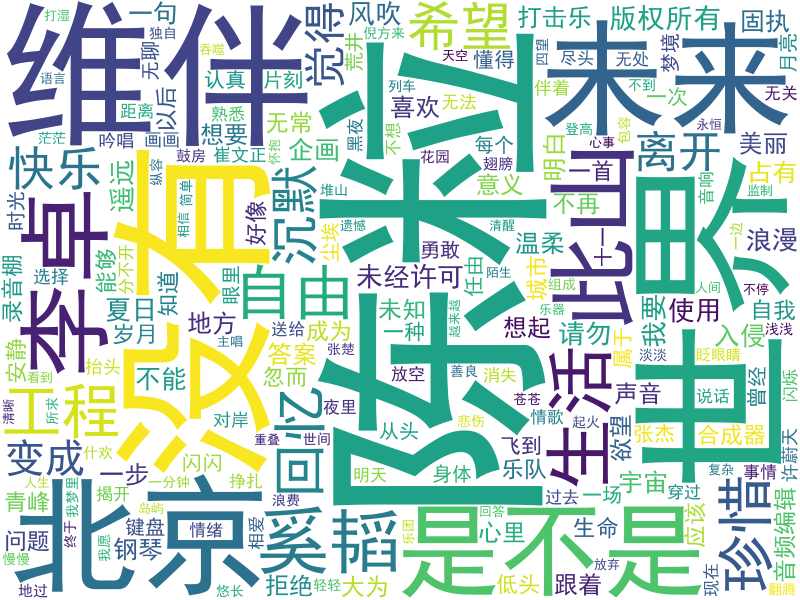 打湿
一句
独自
风吹
倪方来
希望
打击乐
版权所有
固执
月亮
维伴
语言
无聊
以后
觉得
荒井
懂得
天空
四望
尽头
无处
梦境
未来
吞噬
认真
片刻
列车
伴着
不到
一次
无关
茫茫
距离
熟悉
喜欢
无法
吟唱
画画
想要
无常
黑夜
不想
每个
登高
心事
包容
永恒
崔文正
鼓房
怀抱
企画
花园
翅膀
明白
一首
离开
美丽
快乐
纵容
遥远
沉默
堆山
意义
不再
占有
音响
监制
时光
李卓
没有
相信
简单
好像
尘埃
遗憾
清醒
陈粒
勇敢
温柔
十一
此山
世界
一边
浪漫
录音棚
选择
能够
分不开
眼里
未经许可
任由
陌生
城市
组成
人间
不停
夏日
知道
自由
未知
乐器
使用
自我
岁月
地方
送给
成为
一种
越来越
想起
请勿
我要
入侵
浅浅
安静
主唱
答案
张楚
属于
淡淡
眨眼睛
看到
抬头
不能
忽而
放空
善良
消失
生活
声音
曾经
闪烁
清晰
所求
日程
对岸
夜里
苍苍
欲望
说话
回忆
情歌
起火
张杰
合成器
许蔚天
变成
什欢
重叠
世间
从头
悲伤
飞到
复杂
事情
一步
闪闪
明天
身体
乐队
宇宙
穿过
人生
我梦里
一分钟
挣扎
青峰
揭开
浪费
过去
一场
珍惜
音频编辑
终于
岛屿
北京
奚韬
乐团
回答
是不是
应该
问题
键盘
情绪
相爱
心里
生命
放弃
现在
慢慢
我愿
钢琴
地过
悠长
拒绝
轻轻
大为
低头
跟着
翻腾